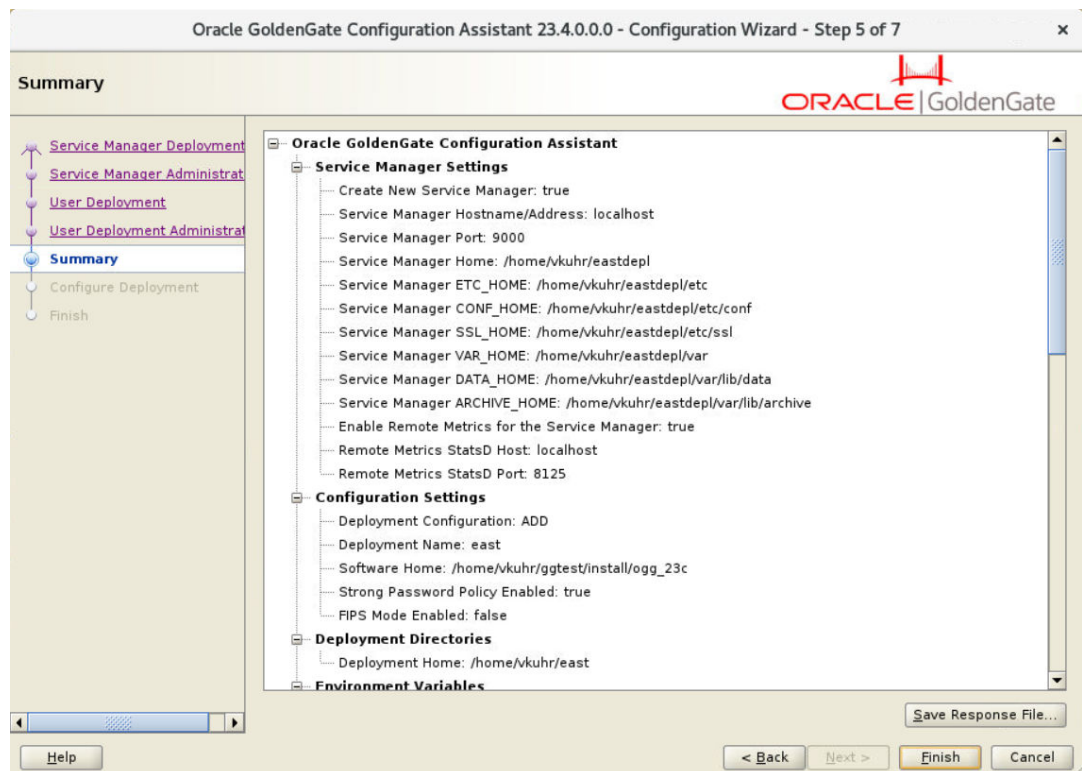 Oracle GoldenGate Configuration Assistant 23.4.0.0.0 - Configuration Wizard - Step 5 of 7
Summary
ORACLE | GoldenGate
Service Manager Deployment
Service Manager Administrat
User Deployment
User Deployment Administrat
Summary
Configure Deployment
Finish
Oracle GoldenGate Configuration Assistant
Service Manager Settings
Create New Service Manager: true
Service Manager Hostname/Address: localhost
Service Manager Port: 9000
Service Manager Home: /home/vkuhr/eastdepl
Service Manager ETC_HOME: /home/vkuhr/eastdepl/etc
Service Manager CONF_HOME: /home/vkuhr/eastdepl/etc/conf
Service Manager SSL_HOME: /home/vkuhr/eastdepl/etc/ssl
Service Manager VAR_HOME: /home/vkuhr/eastdepl/var
Service Manager DATA_HOME: /home/vkuhr/eastdepl/var/lib/data
Service Manager ARCHIVE_HOME: /home/vkuhr/eastdepl/var/lib/archive
Enable Remote Metrics for the Service Manager: true
Remote Metrics StatsD Host: localhost
Remote Metrics StatsD Port: 8125
Configuration Settings
Deployment Configuration: ADD
Deployment Name: east
Software Home: /home/vkuhr/ggtest/install/ogg_23c
Strong Password Policy Enabled: true
FIPS Mode Enabled: false
Deployment Directories
Deployment Home: /home/vkuhr/east
Environment Variables
Save Response File...
Help
< Back
Next >
Finish
Cancel